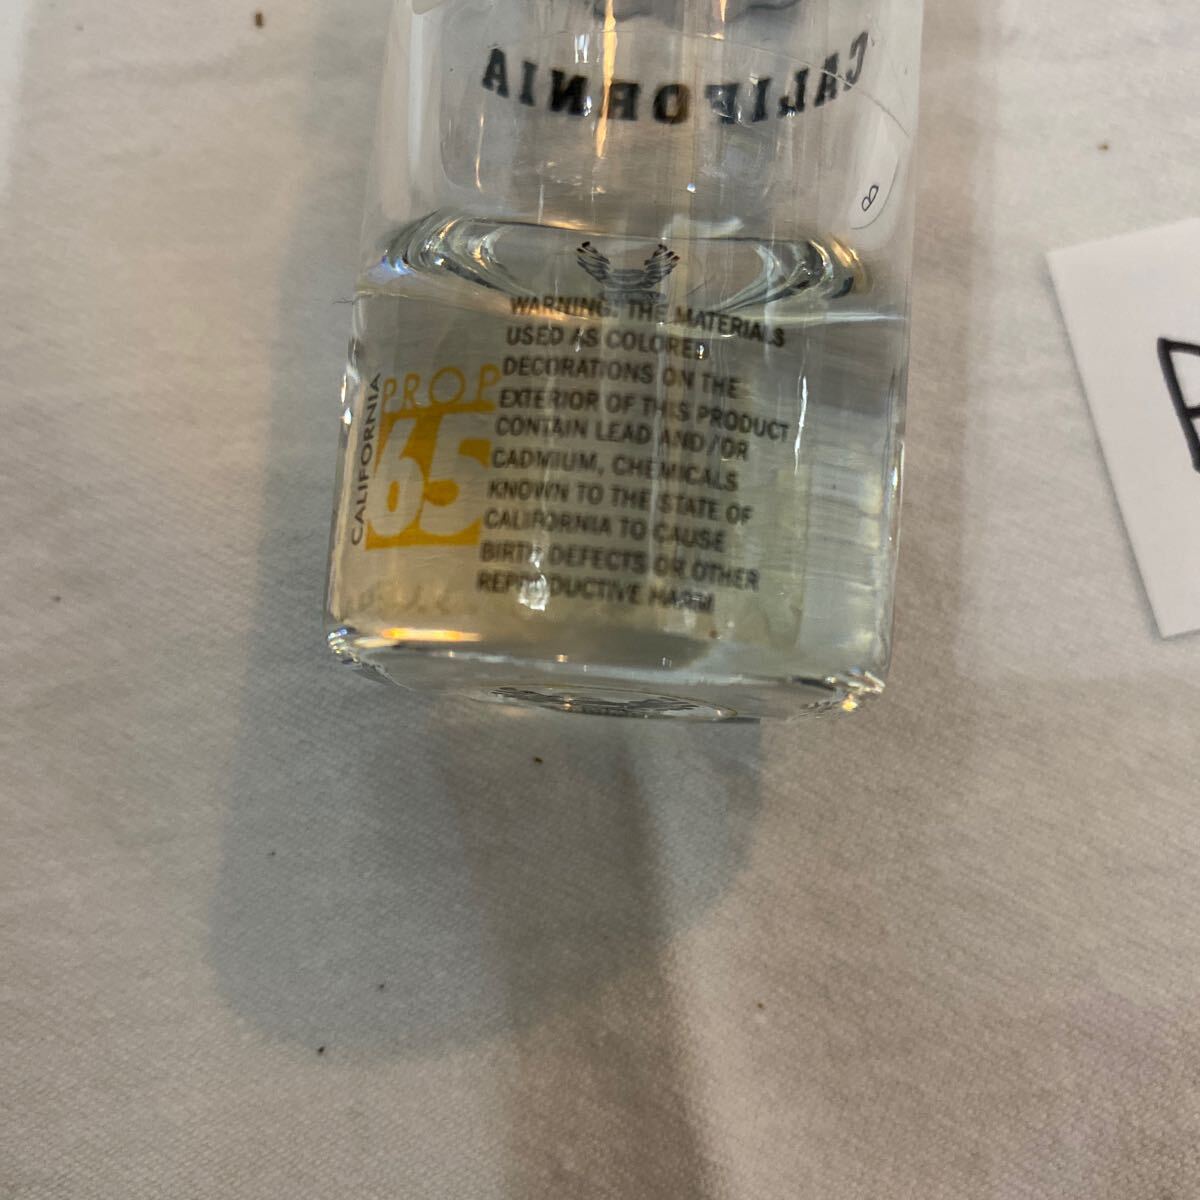 CALIFORNIA
B
WARNING: THE MATERIALS
USED AS COLORED
DECORATIONS ON THE
EXTERIOR OF THIS PRODUCT
CONTAIN LEAD AND/OR
CADMIUM, CHEMICALS
KNOWN TO THE STATE OF
CALIFORNIA TO CAUSE
BIRTH DEFECTS OR OTHER
REPRODUCTIVE HARM
CALIFORNIA
PROP
65